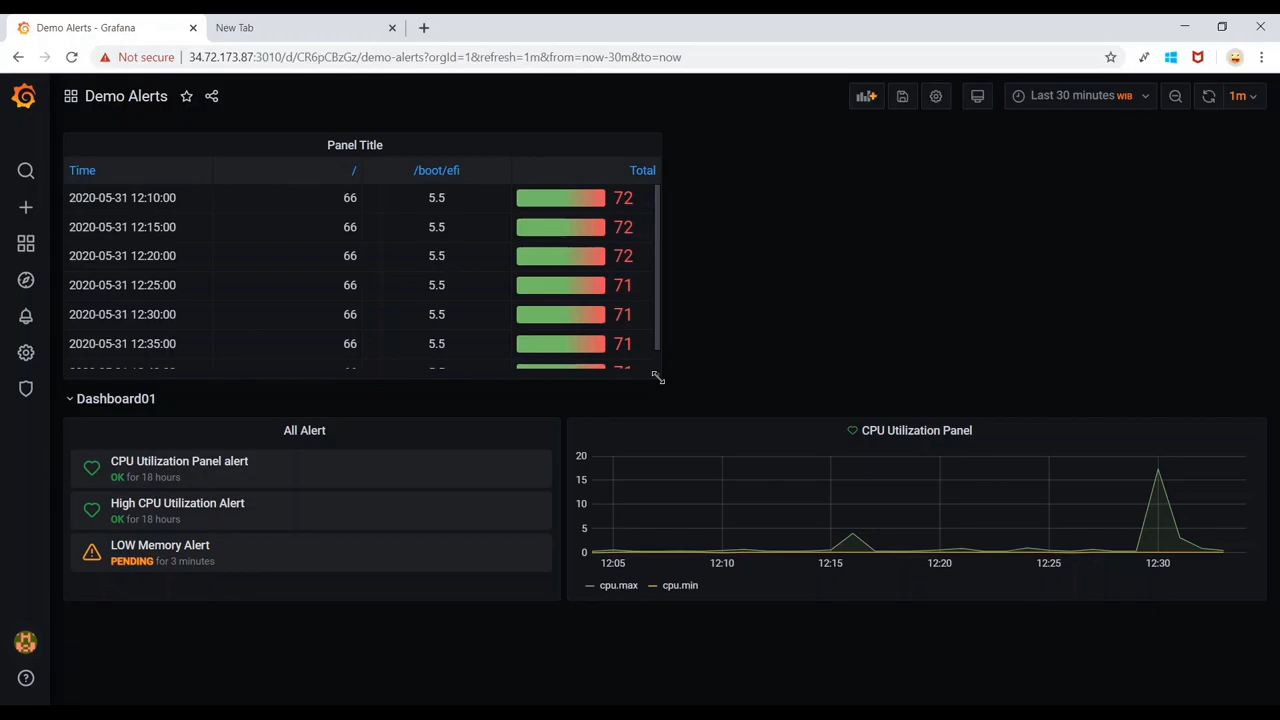 Demo Alerts - Grafana
New Tab
Not secure
34.72.173.87:3010/d/CR6pCBzGz/demo-alerts?orgId=1&refresh=1m&from=now-30m&to=now
Demo Alerts
Last 30 minutes WIB
1m
Panel Title
Time / /boot/efi Total
2020-05-31 12:10:00 66 5.5 72
2020-05-31 12:15:00 66 5.5 72
2020-05-31 12:20:00 66 5.5 72
2020-05-31 12:25:00 66 5.5 71
2020-05-31 12:30:00 66 5.5 71
2020-05-31 12:35:00 66 5.5 71
Dashboard01
All Alert
CPU Utilization Panel alert
OK for 18 hours
High CPU Utilization Alert
OK for 18 hours
LOW Memory Alert
PENDING for 3 minutes
CPU Utilization Panel
20
15
10
5
0
12:05 12:10 12:15 12:20 12:25 12:30
cpu.max cpu.min